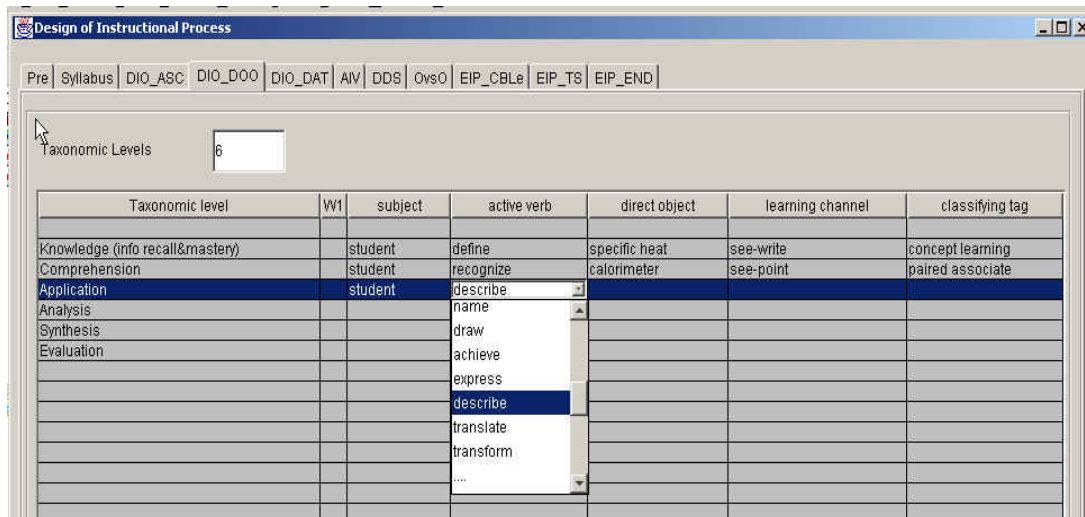 Design of Instructional Process
Pre Syllabus DIO_ASC DIO_DOO DIO_DAT AIV DDS OvsO EIP_CBLe EIP_TS EIP_END
Taxonomic Levels 6
Taxonomic level W1 subject active verb direct object learning channel classifying tag
Knowledge (info recall&mastery) student define specific heat see-write concept learning
Comprehension student recognize calorimeter see-point paired associate
Application student describe
Analysis
Synthesis
Evaluation
name
draw
achieve
express
describe
translate
transform
....